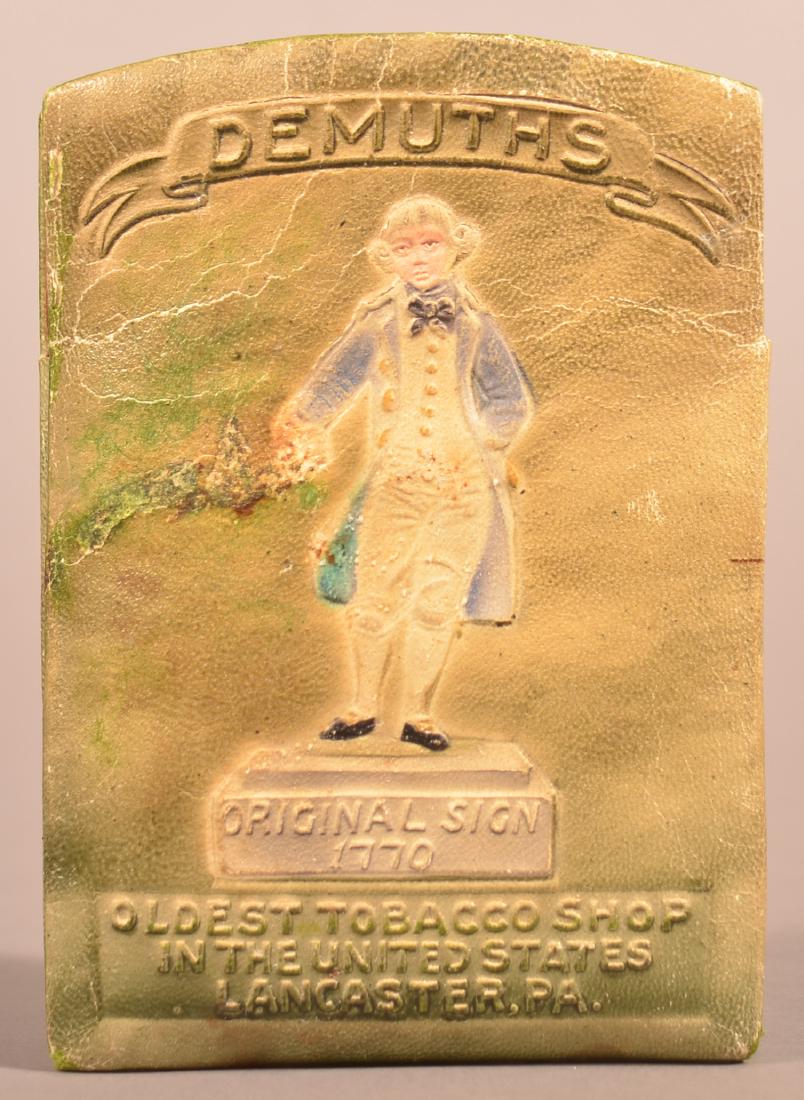 DEMUTHS
ORIGINAL SIGN
1770
OLDEST TOBACCO SHOP
IN THE UNITED STATES
LANCASTER, PA.